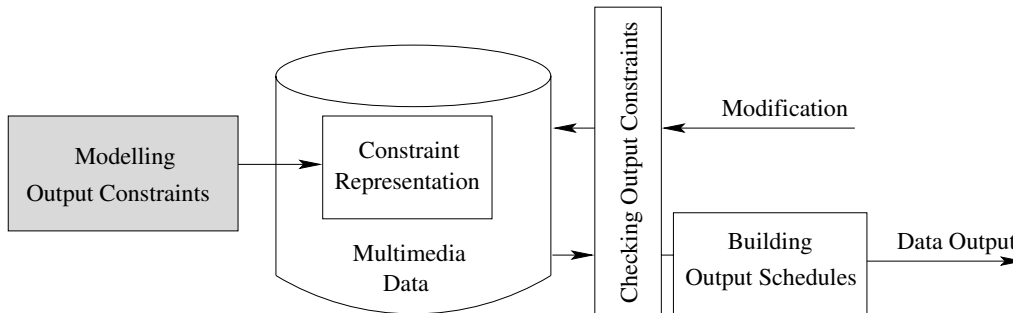 Modelling
Output Constraints
Constraint
Representation
Multimedia
Data
Checking Output Constraints
Modification
Building
Output Schedules
Data Output